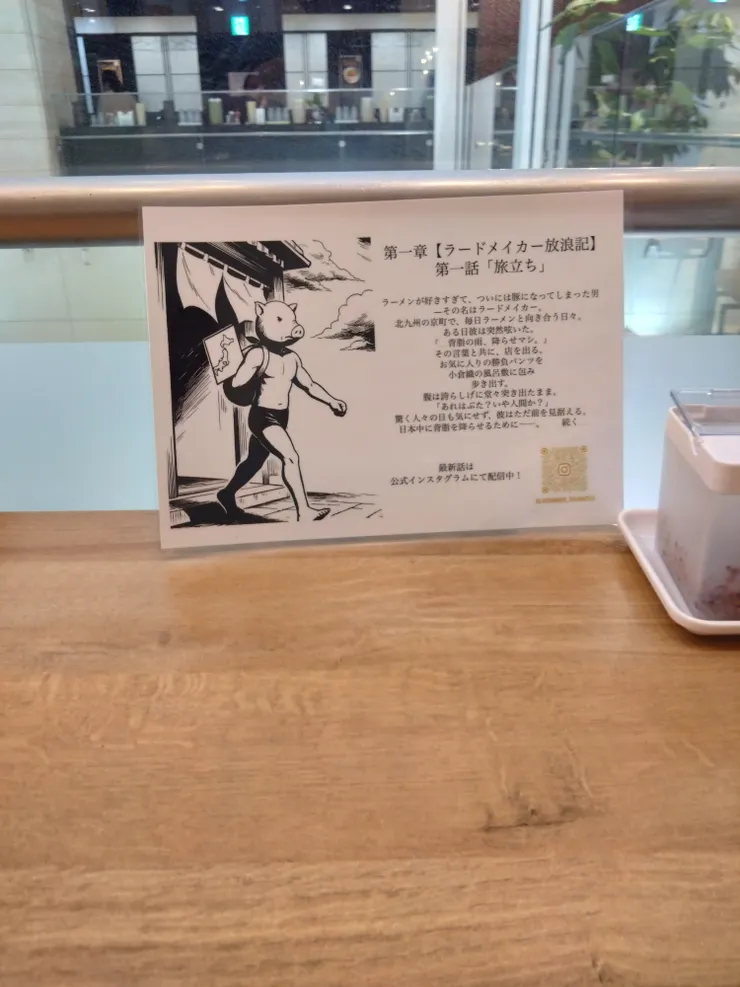 第一章【ラードメイカー放浪記】
第一話「旅立ち」
ラーメンが好きすぎて、ついには豚になってしまった男
―その名はラードメイカー。
北九州の京町で、毎日ラーメンと向き合う日々。
ある日彼は突然呟いた。
「 背脂の雨、降らせマシ。」
その言葉と共に、店を出る。
お気に入りの勝負パンツを
小倉織の風呂敷に包み
歩き出す。
腹は誇らしげに堂々突き出たまま。
「あれはぶた？いや人間か？」
驚く人々の目も気にせず、彼はただ前を見据える。
日本中に背脂を降らせるために――。 続く…
最新話は
公式インスタグラムにて配信中！